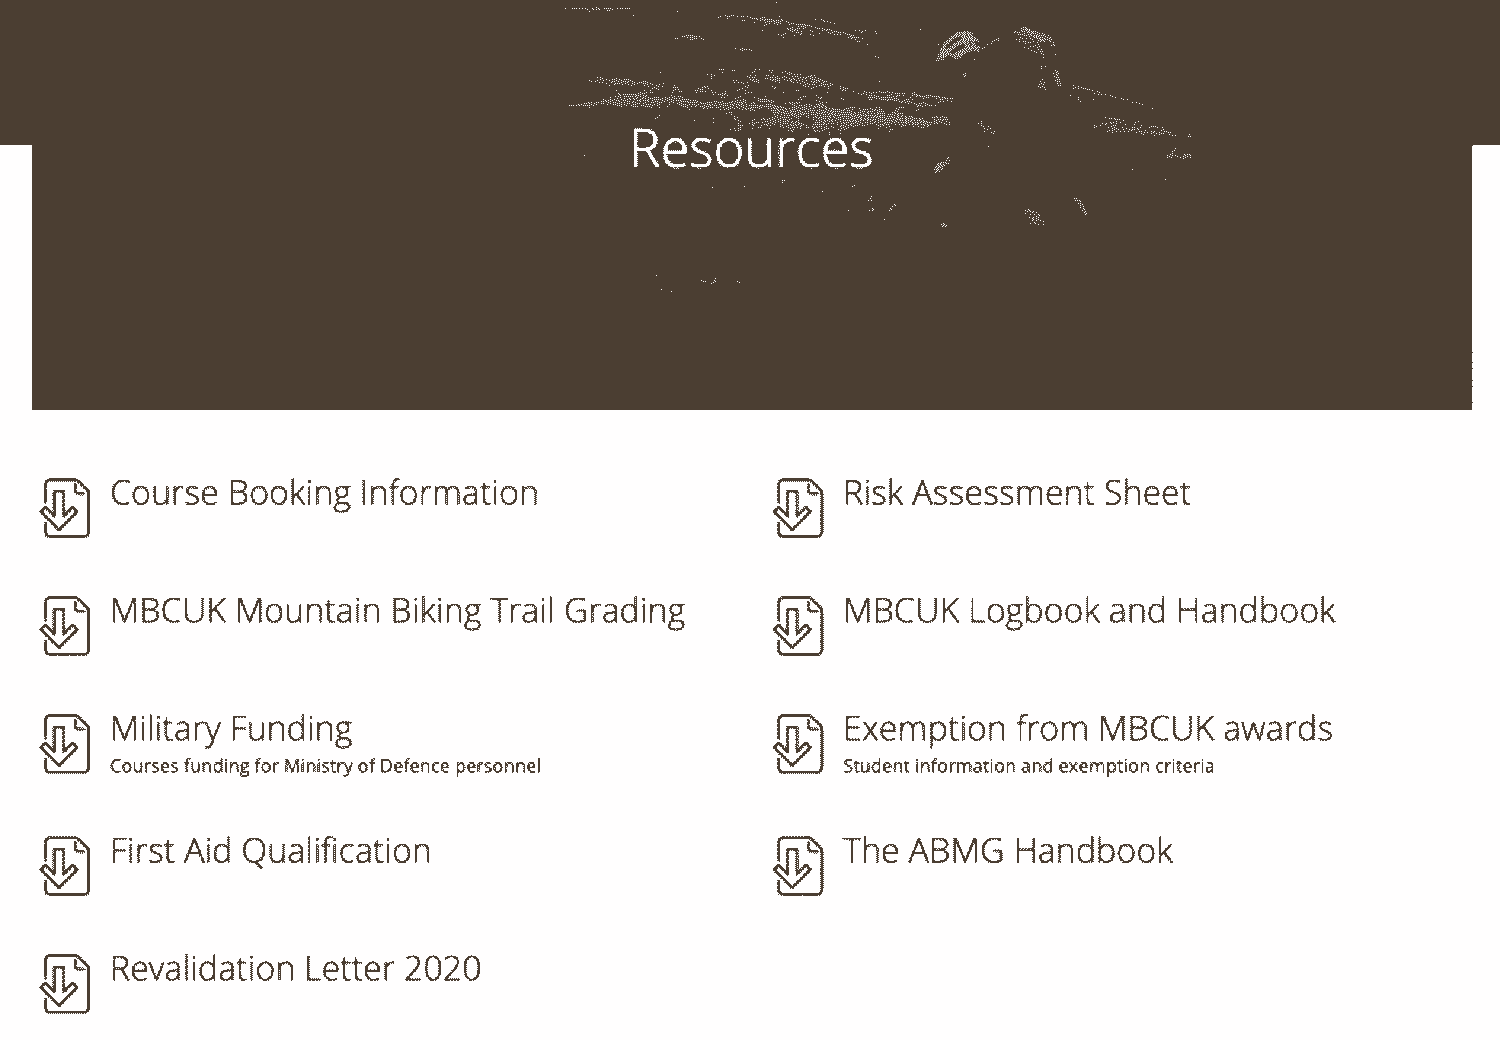 Resources
Course Booking Information
Risk Assessment Sheet
MBCUK Mountain Biking Trail Grading
MBCUK Logbook and Handbook
Military Funding
Courses funding for Ministry of Defence personnel
Exemption from MBCUK awards
Student information and exemption criteria
First Aid Qualification
The ABMG Handbook
Revalidation Letter 2020